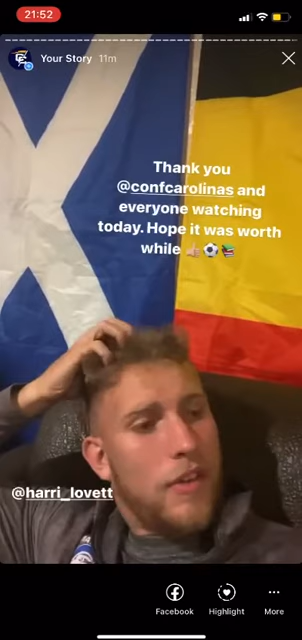 21:52
Your Story 11m
Thank you
@confcarolinas and
everyone watching
today. Hope it was worth
while 👍🏼⚽📚
@harri_lovett
Facebook
Highlight
More